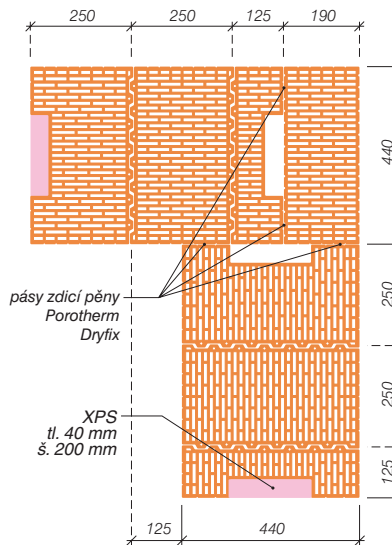 250 250 125 190
440
250
250
125
pásy zdicí pěny
Porotherm
Dryfix
XPS
tl. 40 mm
š. 200 mm
125 440